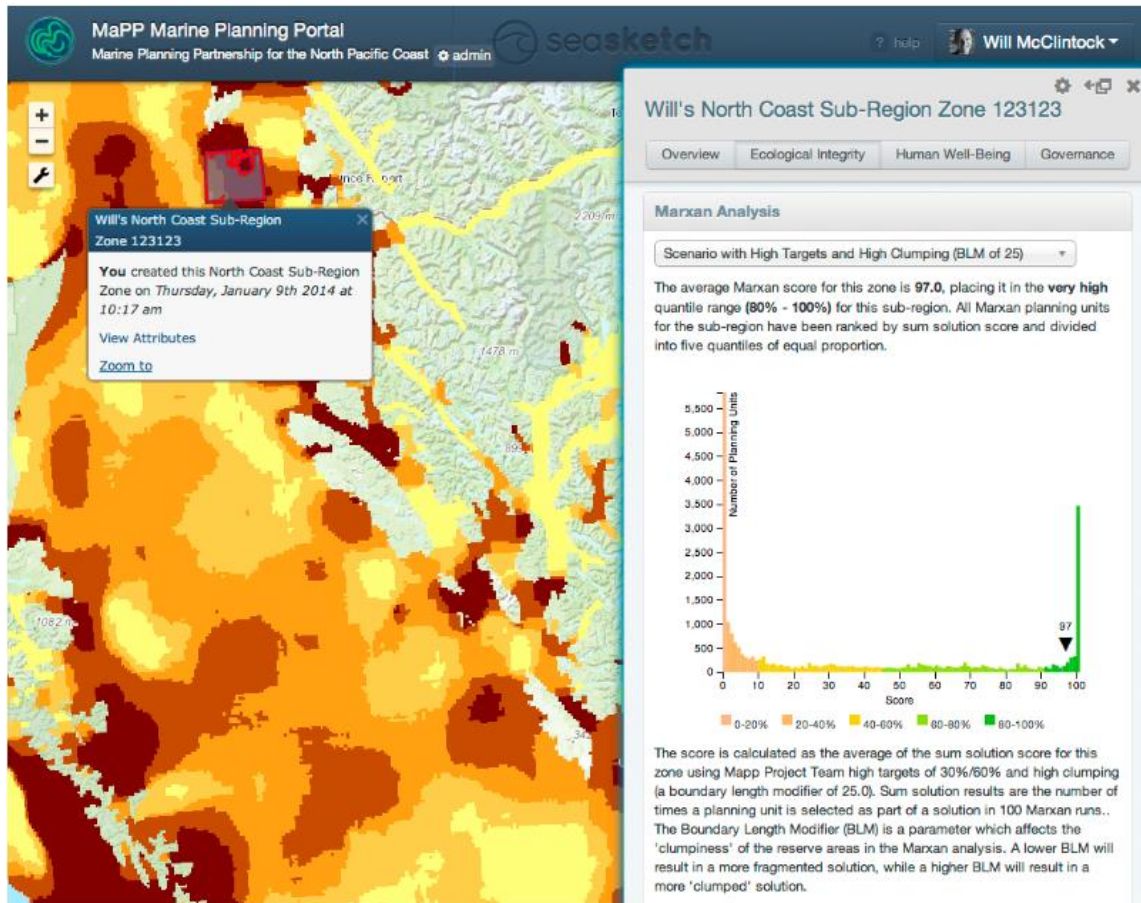 MaPP Marine Planning Portal
Marine Planning Partnership for the North Pacific Coast admin
seasketch
? help
Will McClintock
Will's North Coast Sub-Region Zone 123123
Overview
Ecological Integrity
Human Well-Being
Governance
+
−
2209 m
1478 m
1082 m
Will's North Coast Sub-Region
Zone 123123
You created this North Coast Sub-Region
Zone on Thursday, January 9th 2014 at
10:17 am
View Attributes
Zoom to
Marxan Analysis
Scenario with High Targets and High Clumping (BLM of 25)
The average Marxan score for this zone is 97.0, placing it in the very high
quantile range (80% - 100%) for this sub-region. All Marxan planning units
for the sub-region have been ranked by sum solution score and divided
into five quantiles of equal proportion.
Number of Planning Units
5,500
5,000
4,500
4,000
3,500
3,000
2,500
2,000
1,500
1,000
500
0
97
0 10 20 30 40 50 60 70 80 90 100
Score
0-20% 20-40% 40-60% 60-80% 80-100%
The score is calculated as the average of the sum solution score for this
zone using Mapp Project Team high targets of 30%/60% and high clumping
(a boundary length modifier of 25.0). Sum solution results are the number of
times a planning unit is selected as part of a solution in 100 Marxan runs..
The Boundary Length Modifier (BLM) is a parameter which affects the
'clumpiness' of the reserve areas in the Marxan analysis. A lower BLM will
result in a more fragmented solution, while a higher BLM will result in a
more 'clumped' solution.